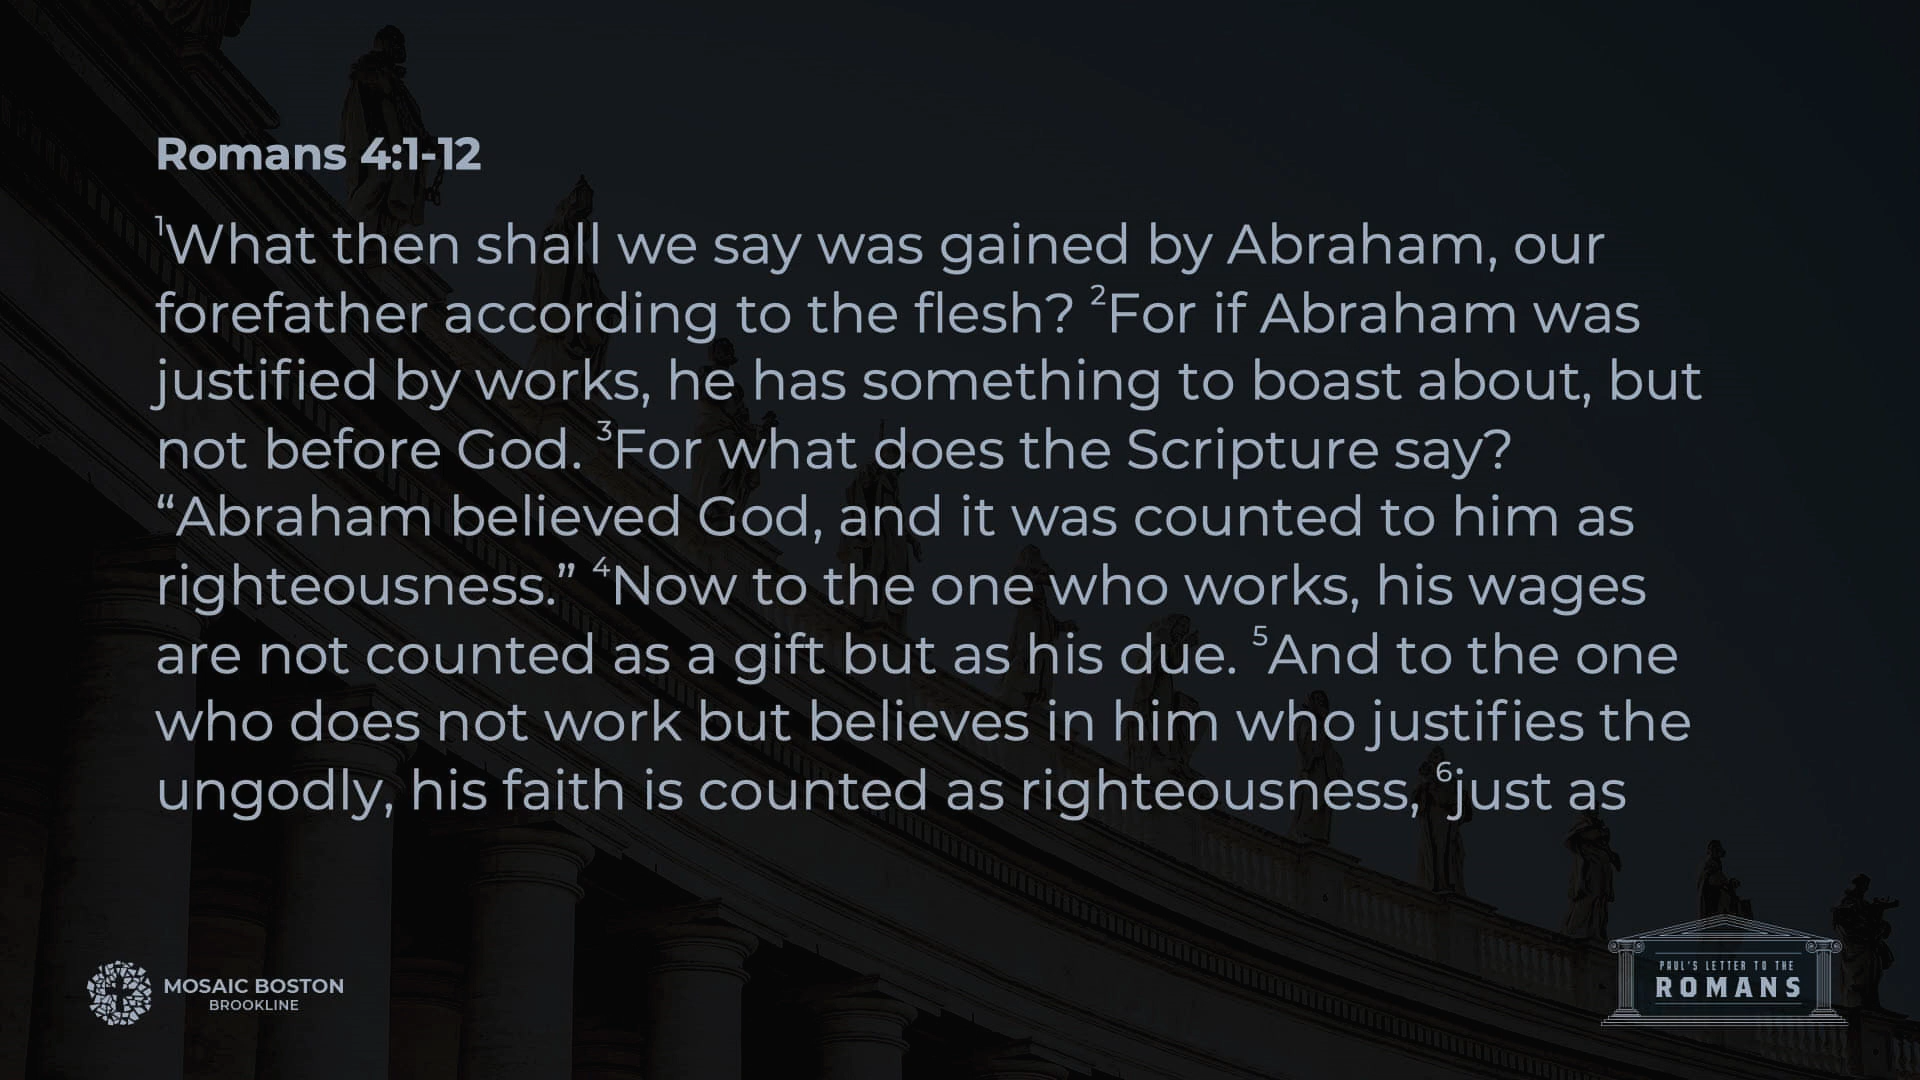 Romans 4:1-12
1What then shall we say was gained by Abraham, our
forefather according to the flesh? 2For if Abraham was
justified by works, he has something to boast about, but
not before God. 3For what does the Scripture say?
“Abraham believed God, and it was counted to him as
righteousness.” 4Now to the one who works, his wages
are not counted as a gift but as his due. 5And to the one
who does not work but believes in him who justifies the
ungodly, his faith is counted as righteousness, 6just as
MOSAIC BOSTON
BROOKLINE
PAUL'S LETTER TO THE
ROMANS